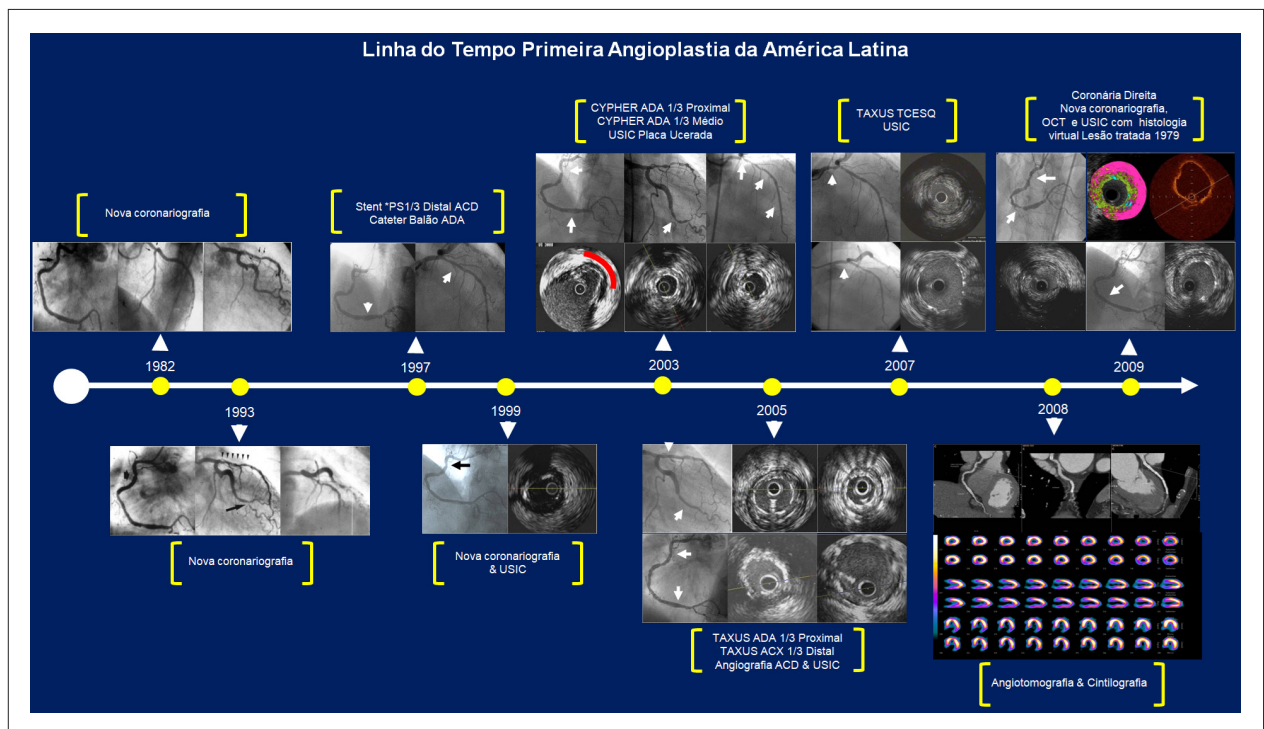 Linha do Tempo Primeira Angioplastia da América Latina
Nova coronariografia
Stent *PS1/3 Distal ACD
Cateter Balão ADA
CYPHER ADA 1/3 Proximal
CYPHER ADA 1/3 Médio
USIC Placa Ucerada
TAXUS TCESQ
USIC
Coronária Direita
Nova coronariografia,
OCT e USIC com histologia
virtual Lesão tratada 1979
1982
1997
2003
2007
2009
1993
1999
2005
2008
Nova coronariografia
Nova coronariografia
& USIC
TAXUS ADA 1/3 Proximal
TAXUS ACX 1/3 Distal
Angiografia ACD & USIC
Angiotomografia & Cintilografia